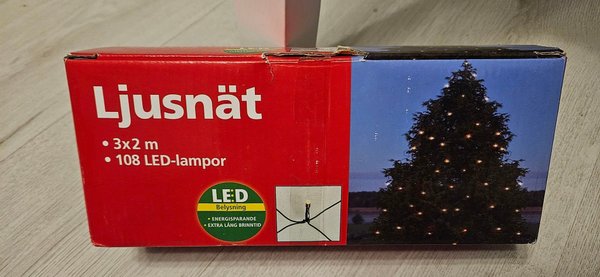 Ljusnät
• 3x2 m
• 108 LED-lampor
LED
Belysning
• ENERGISPARANDE
• EXTRA LÅNG BRINNTID